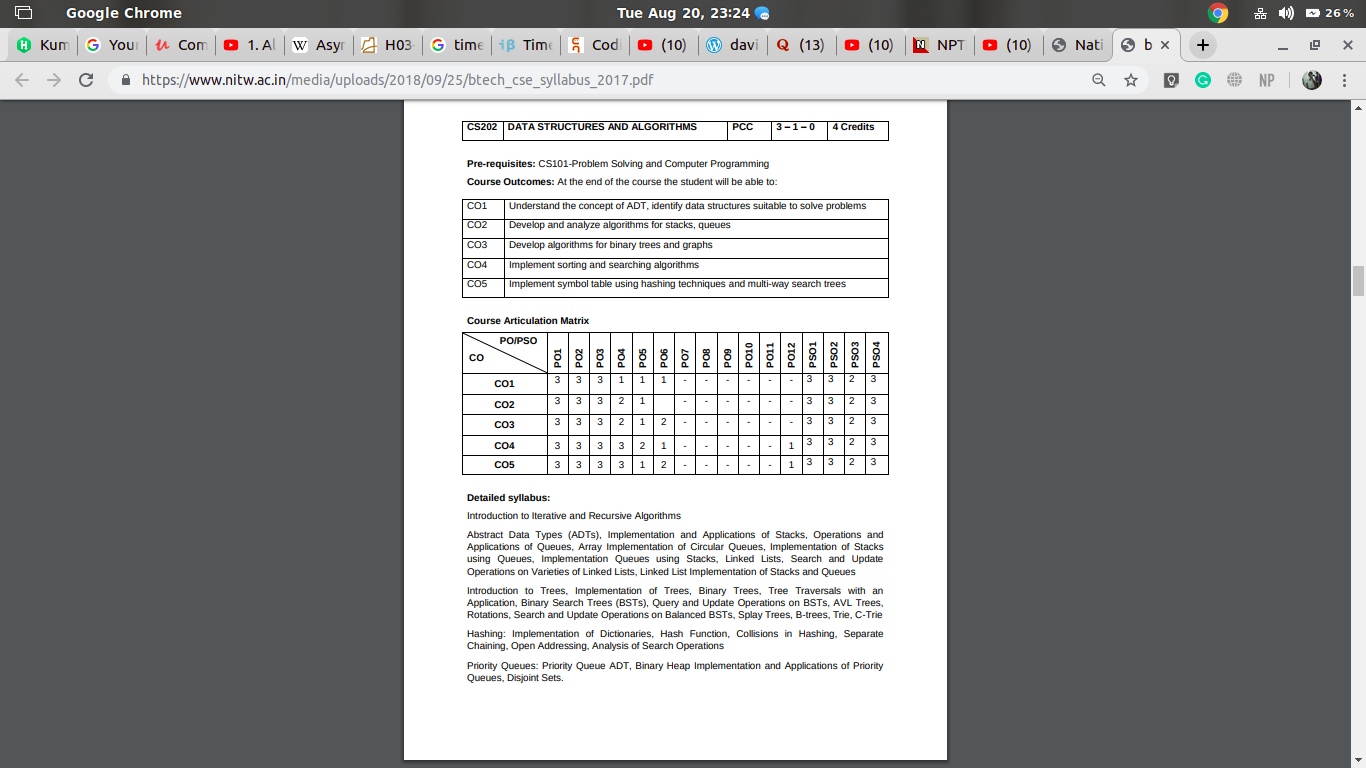 Google Chrome
Tue Aug 20, 23:24
26%
Kum
You
Com
1. Al
Asyr
H03-
time
Time
Codi
(10)
davi
(13)
(10)
NPT
(10)
Nati
b
https://www.nitw.ac.in/media/uploads/2018/09/25/btech_cse_syllabus_2017.pdf
NP
CS202 DATA STRUCTURES AND ALGORITHMS PCC 3 – 1 – 0 4 Credits
Pre-requisites: CS101-Problem Solving and Computer Programming
Course Outcomes: At the end of the course the student will be able to:
CO1 Understand the concept of ADT, identify data structures suitable to solve problems
CO2 Develop and analyze algorithms for stacks, queues
CO3 Develop algorithms for binary trees and graphs
CO4 Implement sorting and searching algorithms
CO5 Implement symbol table using hashing techniques and multi-way search trees
Course Articulation Matrix
PO/PSO
CO
PO1 PO2 PO3 PO4 PO5 PO6 PO7 PO8 PO9 PO10 PO11 PO12 PSO1 PSO2 PSO3 PSO4
CO1 3 3 3 1 1 1 - - - - - - 3 3 2 3
CO2 3 3 3 2 1 - - - - - - 3 3 2 3
CO3 3 3 3 2 1 2 - - - - - - 3 3 2 3
CO4 3 3 3 3 2 1 - - - - - 1 3 3 2 3
CO5 3 3 3 3 1 2 - - - - - 1 3 3 2 3
Detailed syllabus:
Introduction to Iterative and Recursive Algorithms
Abstract Data Types (ADTs), Implementation and Applications of Stacks, Operations and
Applications of Queues, Array Implementation of Circular Queues, Implementation of Stacks
using Queues, Implementation Queues using Stacks, Linked Lists, Search and Update
Operations on Varieties of Linked Lists, Linked List Implementation of Stacks and Queues
Introduction to Trees, Implementation of Trees, Binary Trees, Tree Traversals with an
Application, Binary Search Trees (BSTs), Query and Update Operations on BSTs, AVL Trees,
Rotations, Search and Update Operations on Balanced BSTs, Splay Trees, B-trees, Trie, C-Trie
Hashing: Implementation of Dictionaries, Hash Function, Collisions in Hashing, Separate
Chaining, Open Addressing, Analysis of Search Operations
Priority Queues: Priority Queue ADT, Binary Heap Implementation and Applications of Priority
Queues, Disjoint Sets.